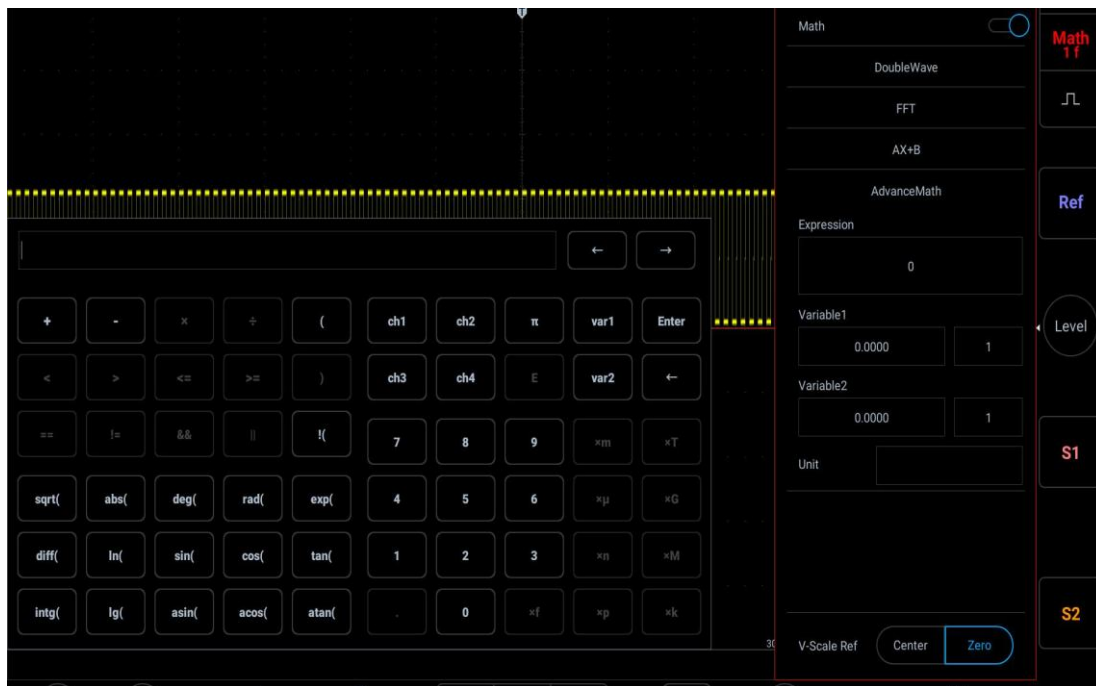 T
Math
Math
1 f
DoubleWave
FFT
AX+B
AdvanceMath
Ref
Expression
0
← →
+ - × ÷ ( ch1 ch2 π var1 Enter
Variable1
0.0000 1
Level
< > <= >= ) ch3 ch4 E var2 ←
Variable2
0.0000 1
== != && || !( 7 8 9 ×m ×T
Unit
S1
sqrt( abs( deg( rad( exp( 4 5 6 ×μ ×G
diff( ln( sin( cos( tan( 1 2 3 ×n ×M
intg( lg( asin( acos( atan( . 0 ×f ×p ×k
S2
30
V-Scale Ref Center Zero